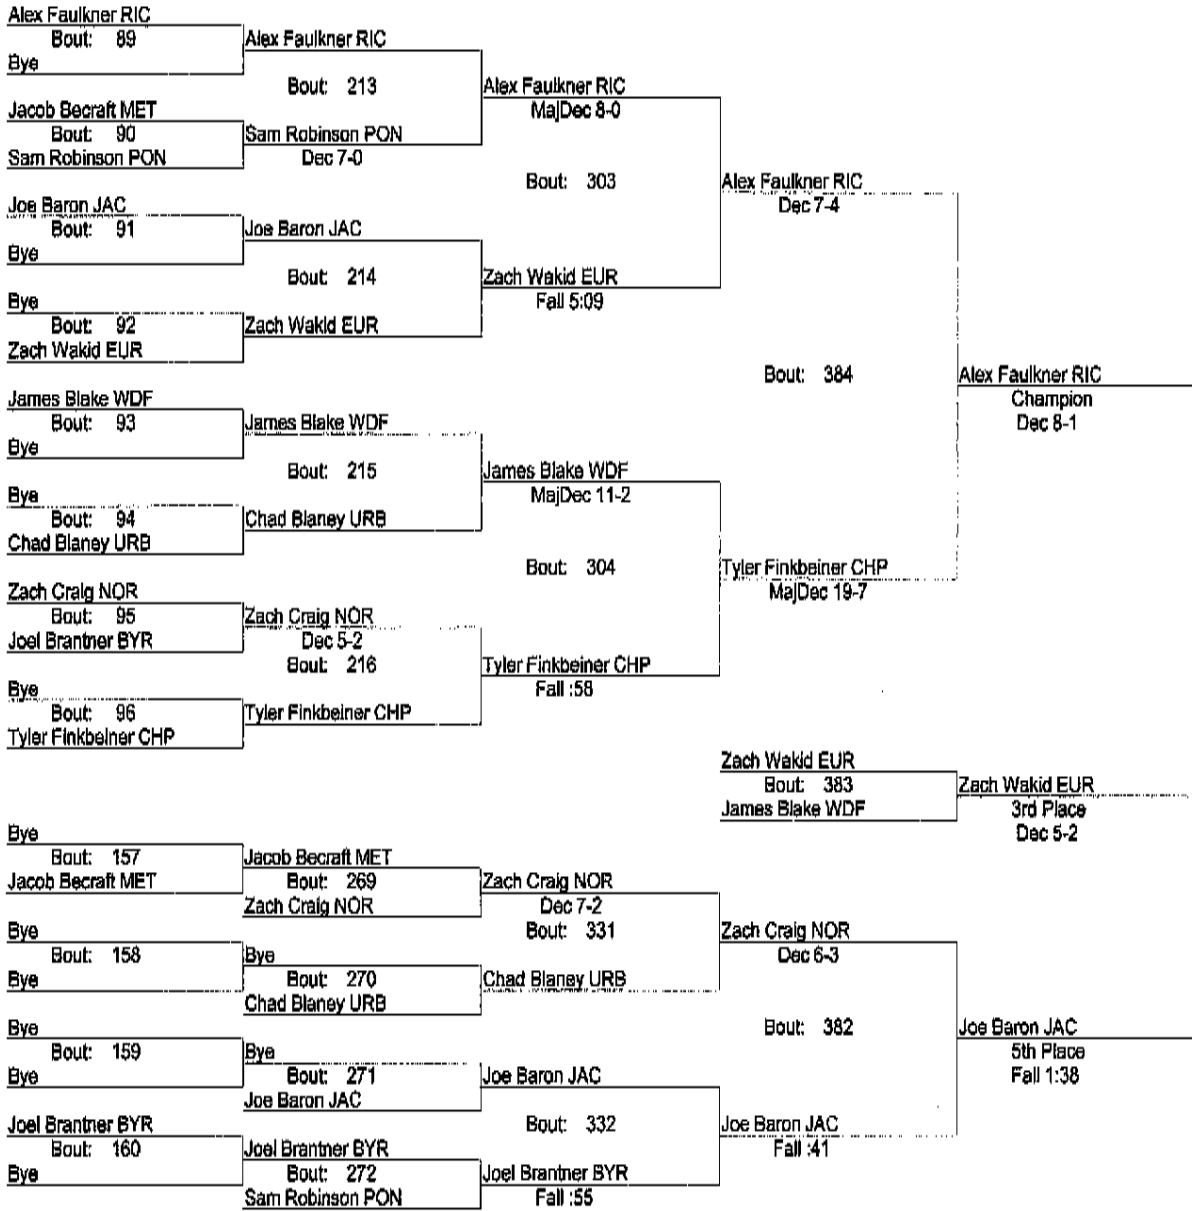 Alex Faulkner RIC
Bout: 89
Bye
Alex Faulkner RIC
Bout: 213
Jacob Becraft MET
Bout: 90
Sam Robinson PON
Sam Robinson PON
Dec 7-0
Alex Faulkner RIC
MajDec 8-0
Bout: 303
Joe Baron JAC
Bout: 91
Bye
Joe Baron JAC
Bout: 214
Bye
Bout: 92
Zach Wakid EUR
Zach Wakid EUR
Zach Wakid EUR
Fall 5:09
Alex Faulkner RIC
Dec 7-4
Bout: 384
James Blake WDF
Bout: 93
Bye
James Blake WDF
Bout: 215
Bye
Bout: 94
Chad Blaney URB
Chad Blaney URB
James Blake WDF
MajDec 11-2
Bout: 304
Zach Craig NOR
Bout: 95
Joel Brantner BYR
Zach Craig NOR
Dec 5-2
Bout: 216
Bye
Bout: 96
Tyler Finkbeiner CHP
Tyler Finkbeiner CHP
Tyler Finkbeiner CHP
Fall :58
Tyler Finkbeiner CHP
MajDec 19-7
Alex Faulkner RIC
Champion
Dec 8-1
Zach Wakid EUR
Bout: 383
James Blake WDF
Zach Wakid EUR
3rd Place
Dec 5-2
Bye
Bout: 157
Jacob Becraft MET
Jacob Becraft MET
Bout: 269
Zach Craig NOR
Zach Craig NOR
Dec 7-2
Bout: 331
Bye
Bout: 158
Bye
Bye
Bout: 270
Chad Blaney URB
Chad Blaney URB
Zach Craig NOR
Dec 6-3
Bout: 382
Bye
Bout: 159
Bye
Bye
Bout: 271
Joe Baron JAC
Joe Baron JAC
Bout: 332
Joel Brantner BYR
Bout: 160
Bye
Joel Brantner BYR
Bout: 272
Sam Robinson PON
Joel Brantner BYR
Fall :55
Joe Baron JAC
Fall :41
Joe Baron JAC
5th Place
Fall 1:38